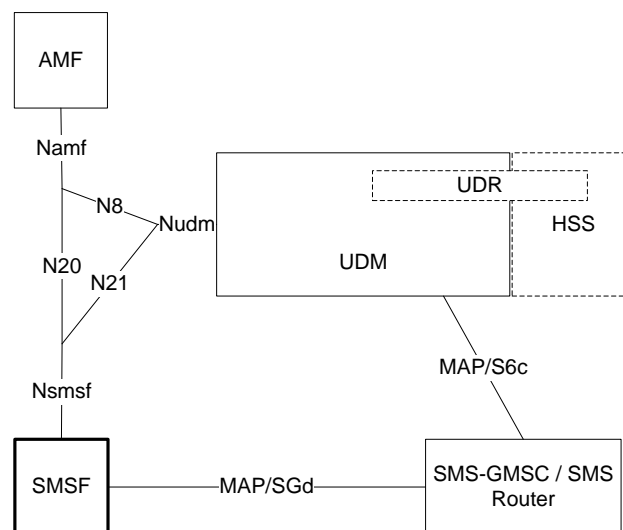 AMF
Namf
N8
Nudm
UDR
HSS
N20
N21
UDM
Nsmsf
MAP/S6c
SMSF
MAP/SGd
SMS-GMSC / SMS
Router